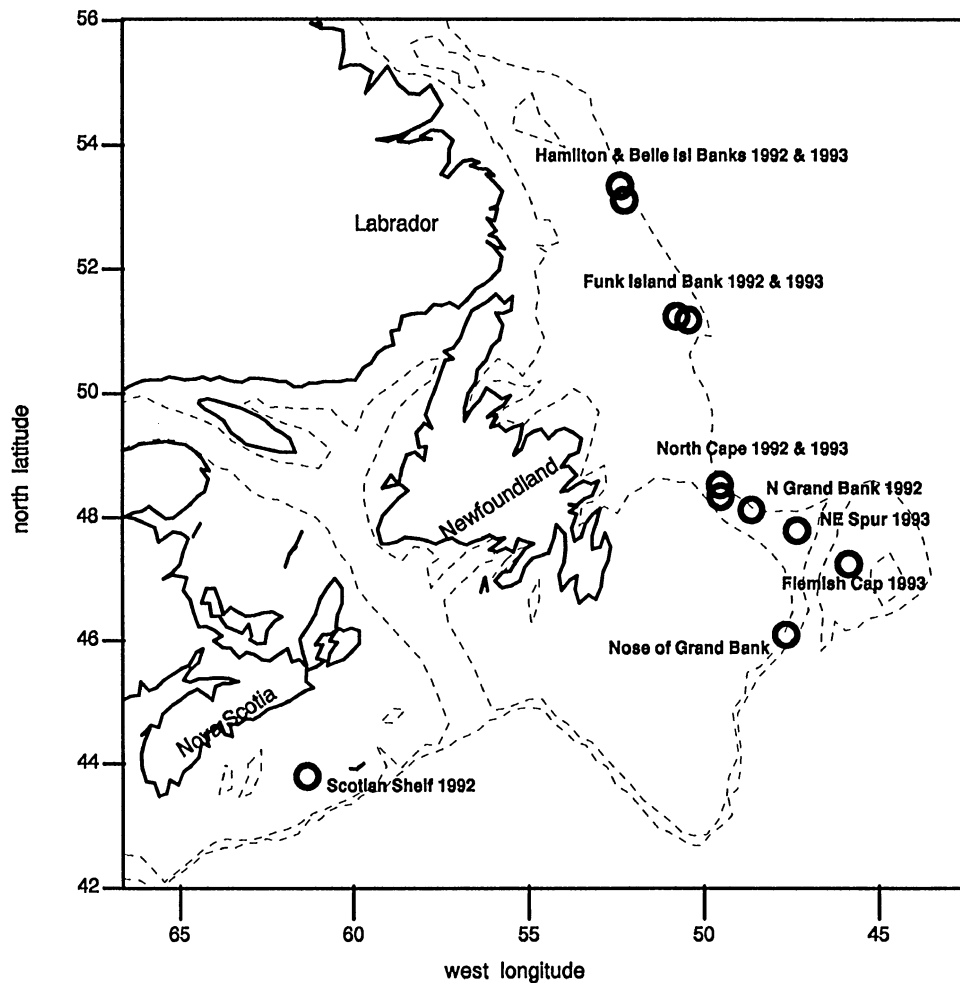 56
54
Hamilton & Belle Isl Banks 1992 & 1993
Labrador
52
Funk Island Bank 1992 & 1993
50
north latitude
North Cape 1992 & 1993
Newfoundland
N Grand Bank 1992
48
NE Spur 1993
Flemish Cap 1993
46
Nose of Grand Bank
Nova Scotia
44
Scotian Shelf 1992
42
65 60 55 50 45
west longitude